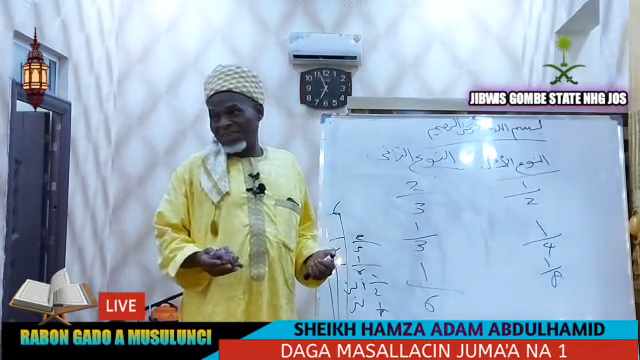 JIBWIS GOMBE STATE NHG JOS
بسم الله الرحمن الرحيم
النوع الأول النوع الثاني
1/2 2/3
1/4 1/3
1/8 1/6
LIVE
RABON GADO A MUSULUNCI
SHEIKH HAMZA ADAM ABDULHAMID
DAGA MASALLACIN JUMA'A NA 1